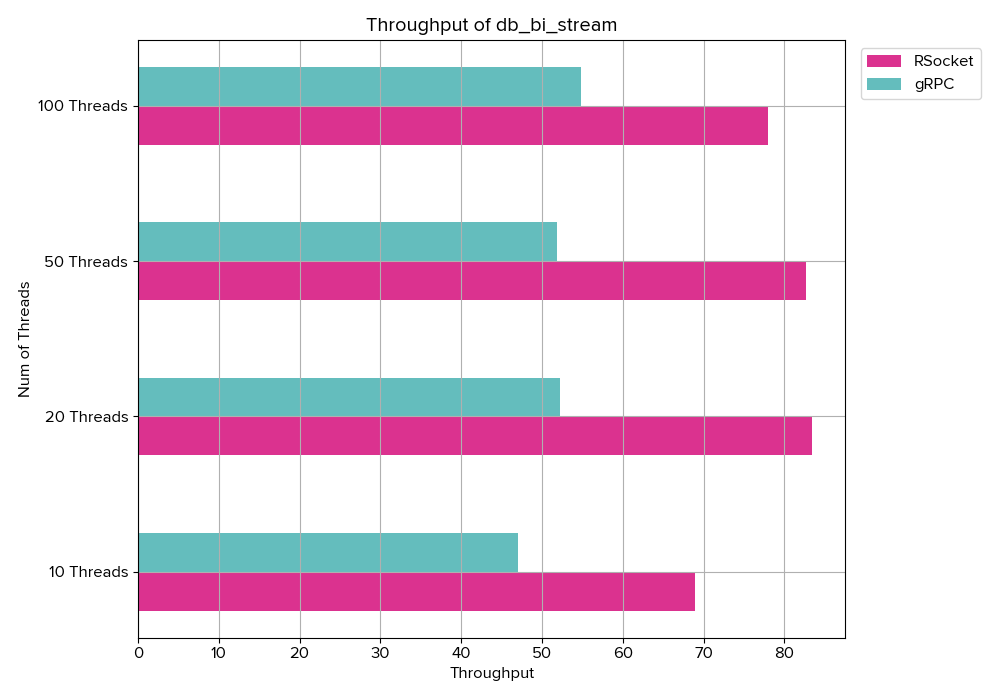 Throughput of db_bi_stream
RSocket
gRPC
100 Threads
50 Threads
20 Threads
10 Threads
Num of Threads
0 10 20 30 40 50 60 70 80
Throughput